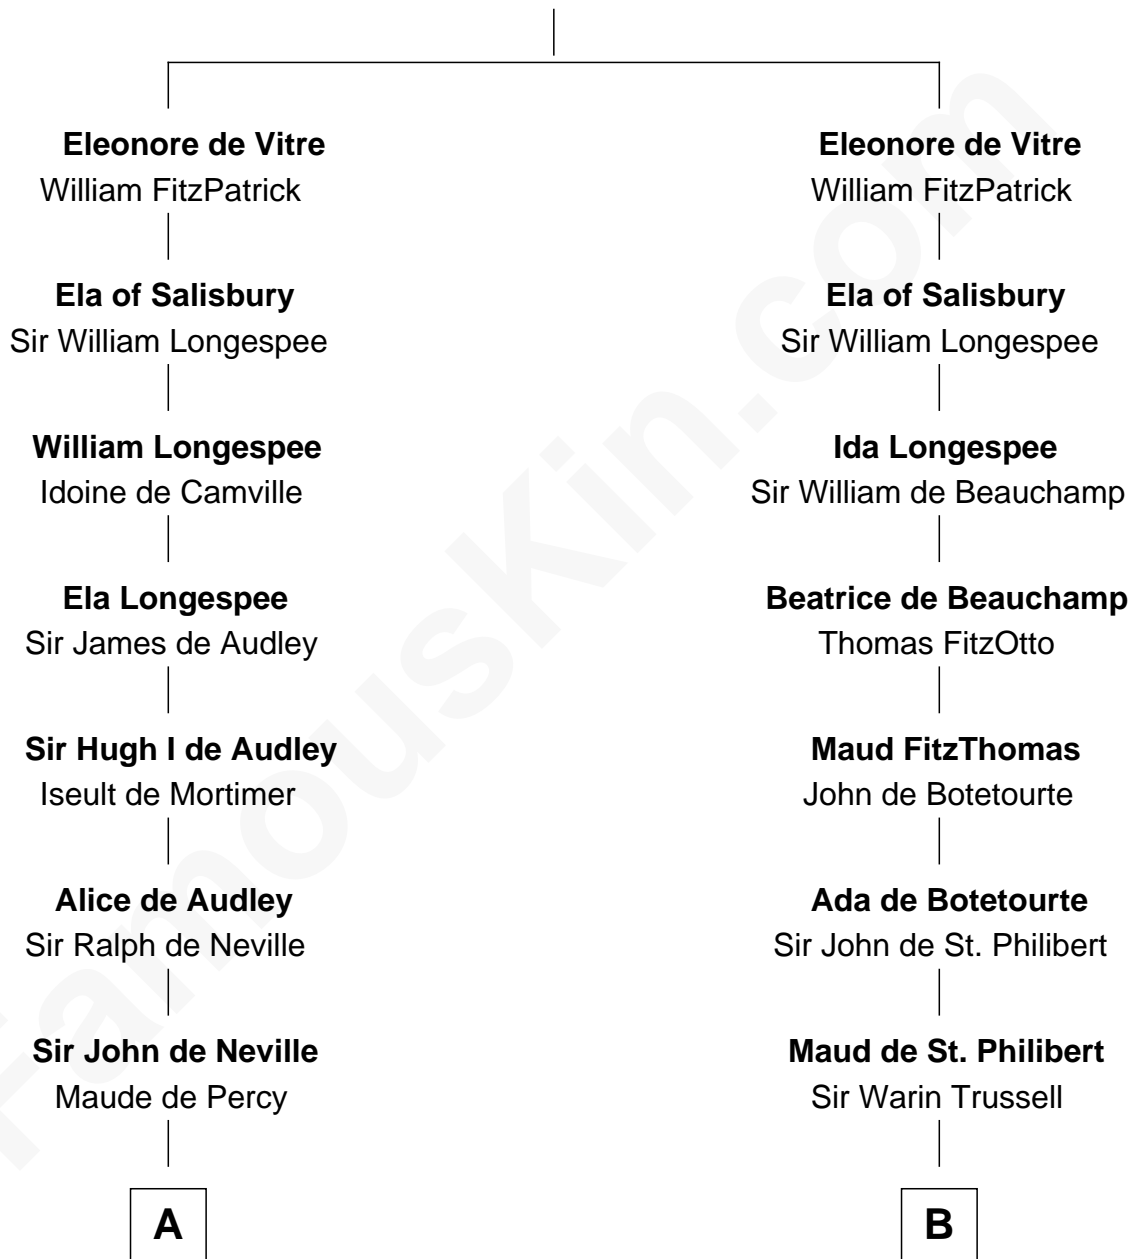 Eleonore de Vitre
William FitzPatrick
Ela of Salisbury
Sir William Longespee
William Longespee
Idoine de Camville
Ela Longespee
Sir James de Audley
Sir Hugh I de Audley
Iseult de Mortimer
Alice de Audley
Sir Ralph de Neville
Sir John de Neville
Maude de Percy
A
Eleonore de Vitre
William FitzPatrick
Ela of Salisbury
Sir William Longespee
Ida Longespee
Sir William de Beauchamp
Beatrice de Beauchamp
Thomas FitzOtto
Maud FitzThomas
John de Botetourte
Ada de Botetourte
Sir John de St. Philibert
Maud de St. Philibert
Sir Warin Trussell
B
FamousKin.com